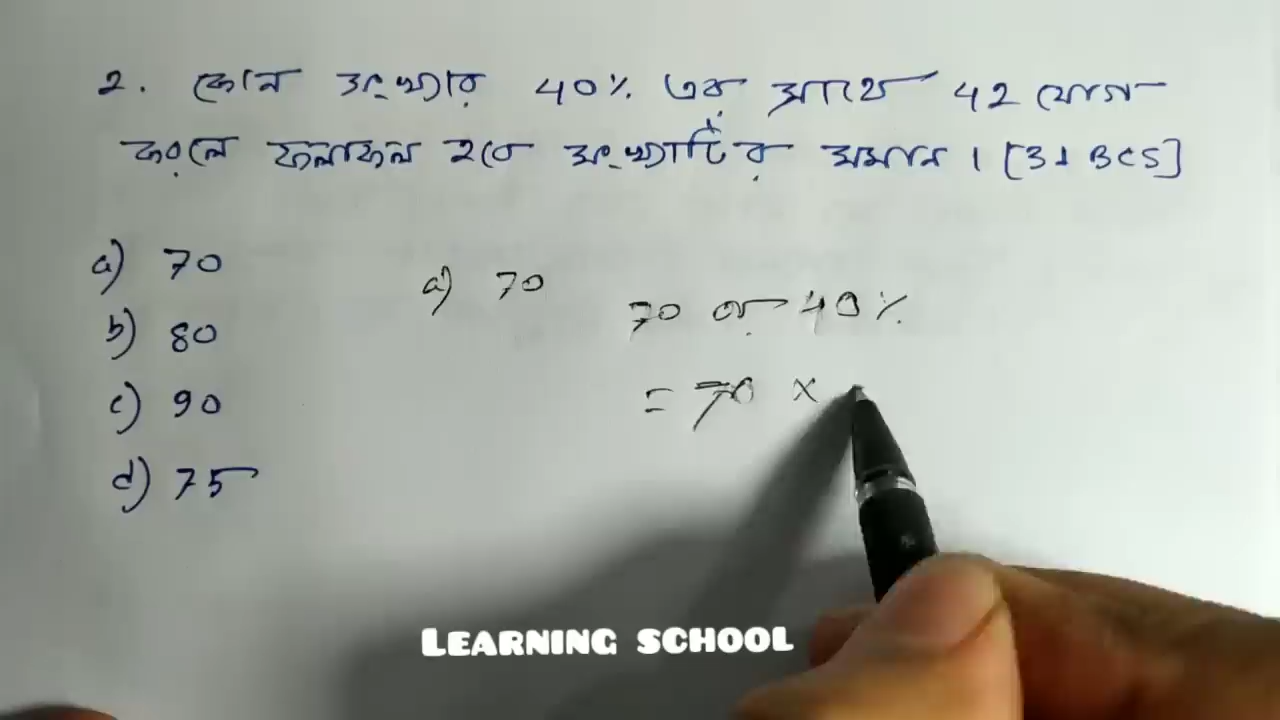 2. কোন সংখ্যার 40% এর সাথে 42 যোগ
করলে ফলাফল হবে সংখ্যাটির সমান। [31 BCS]
a) 70
b) 80
c) 90
d) 75
a) 70
70 এর 40%
= 70 ×
LEARNING SCHOOL